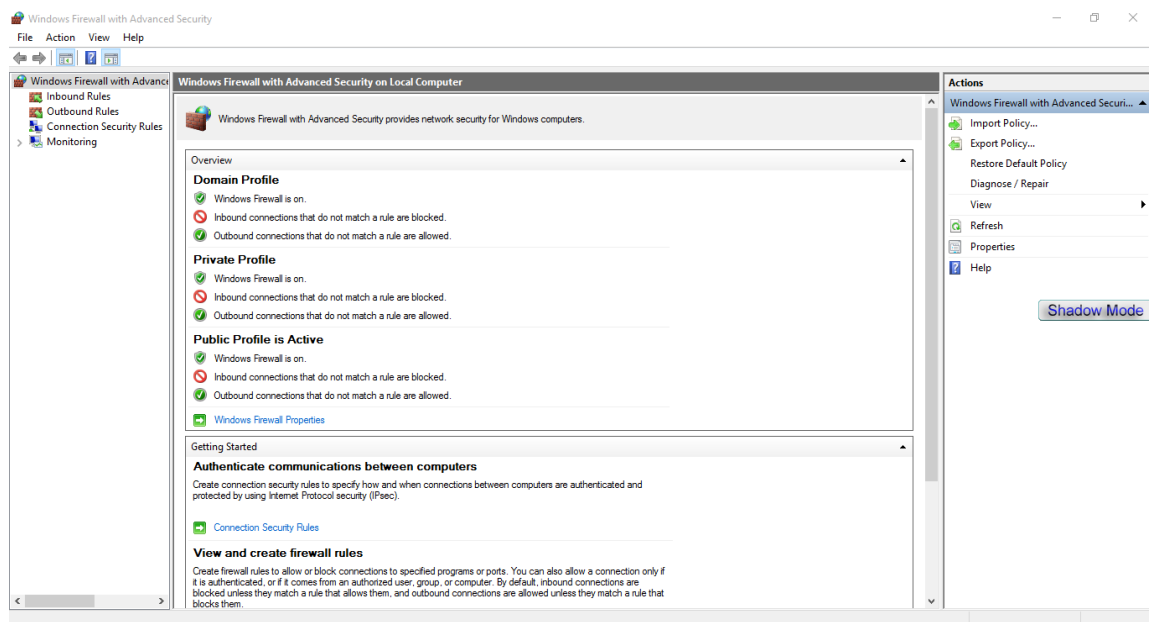 Windows Firewall with Advanced Security
File Action View Help
Windows Firewall with Advance
Inbound Rules
Outbound Rules
Connection Security Rules
Monitoring
Windows Firewall with Advanced Security on Local Computer
Windows Firewall with Advanced Security provides network security for Windows computers.
Overview
Domain Profile
Windows Firewall is on.
Inbound connections that do not match a rule are blocked.
Outbound connections that do not match a rule are allowed.
Private Profile
Windows Firewall is on.
Inbound connections that do not match a rule are blocked.
Outbound connections that do not match a rule are allowed.
Public Profile is Active
Windows Firewall is on.
Inbound connections that do not match a rule are blocked.
Outbound connections that do not match a rule are allowed.
Windows Firewall Properties
Getting Started
Authenticate communications between computers
Create connection security rules to specify how and when connections between computers are authenticated and
protected by using Internet Protocol security (IPsec).
Connection Security Rules
View and create firewall rules
Create firewall rules to allow or block connections to specified programs or ports. You can also allow a connection only if
it is authenticated, or if it comes from an authorized user, group, or computer. By default, inbound connections are
blocked unless they match a rule that allows them, and outbound connections are allowed unless they match a rule that
blocks them.
Actions
Windows Firewall with Advanced Securi...
Import Policy...
Export Policy...
Restore Default Policy
Diagnose / Repair
View
Refresh
Properties
Help
Shadow Mode